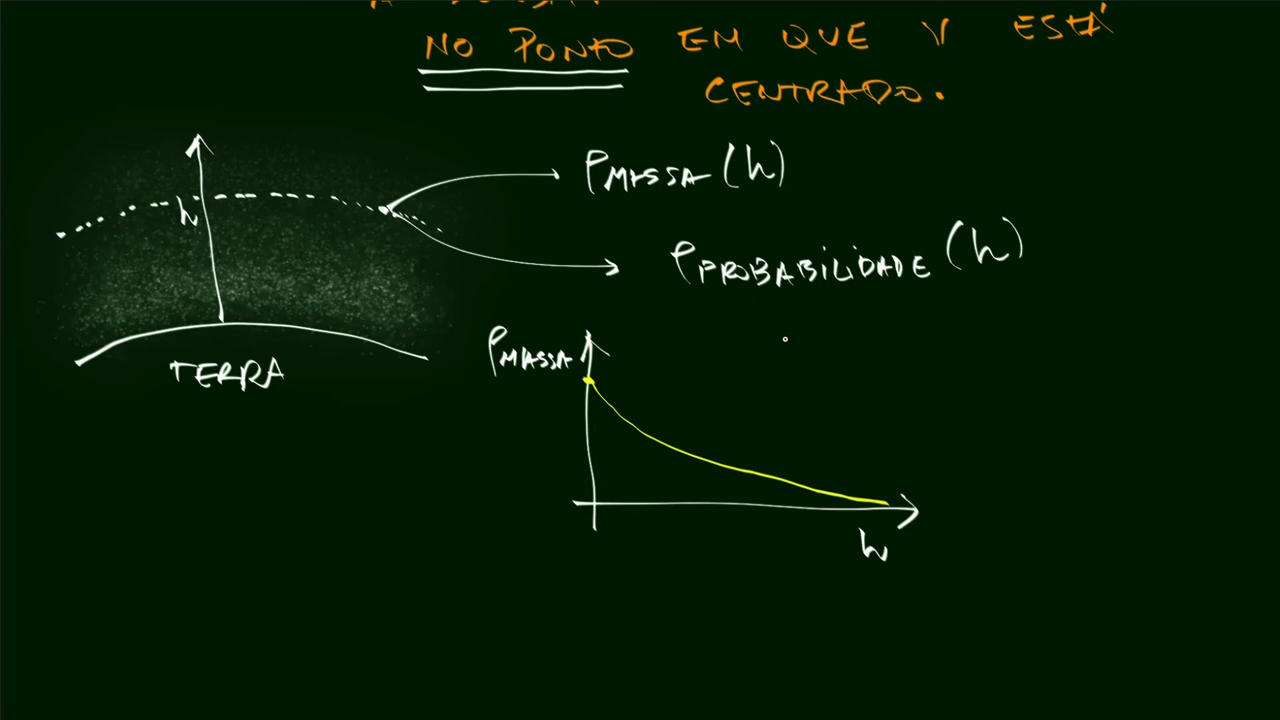 NO PONTO EM QUE V ESTÁ
CENTRADO.
ρMASSA (h)
h
ρPROBABILIDADE (h)
ρMASSA
TERRA
h